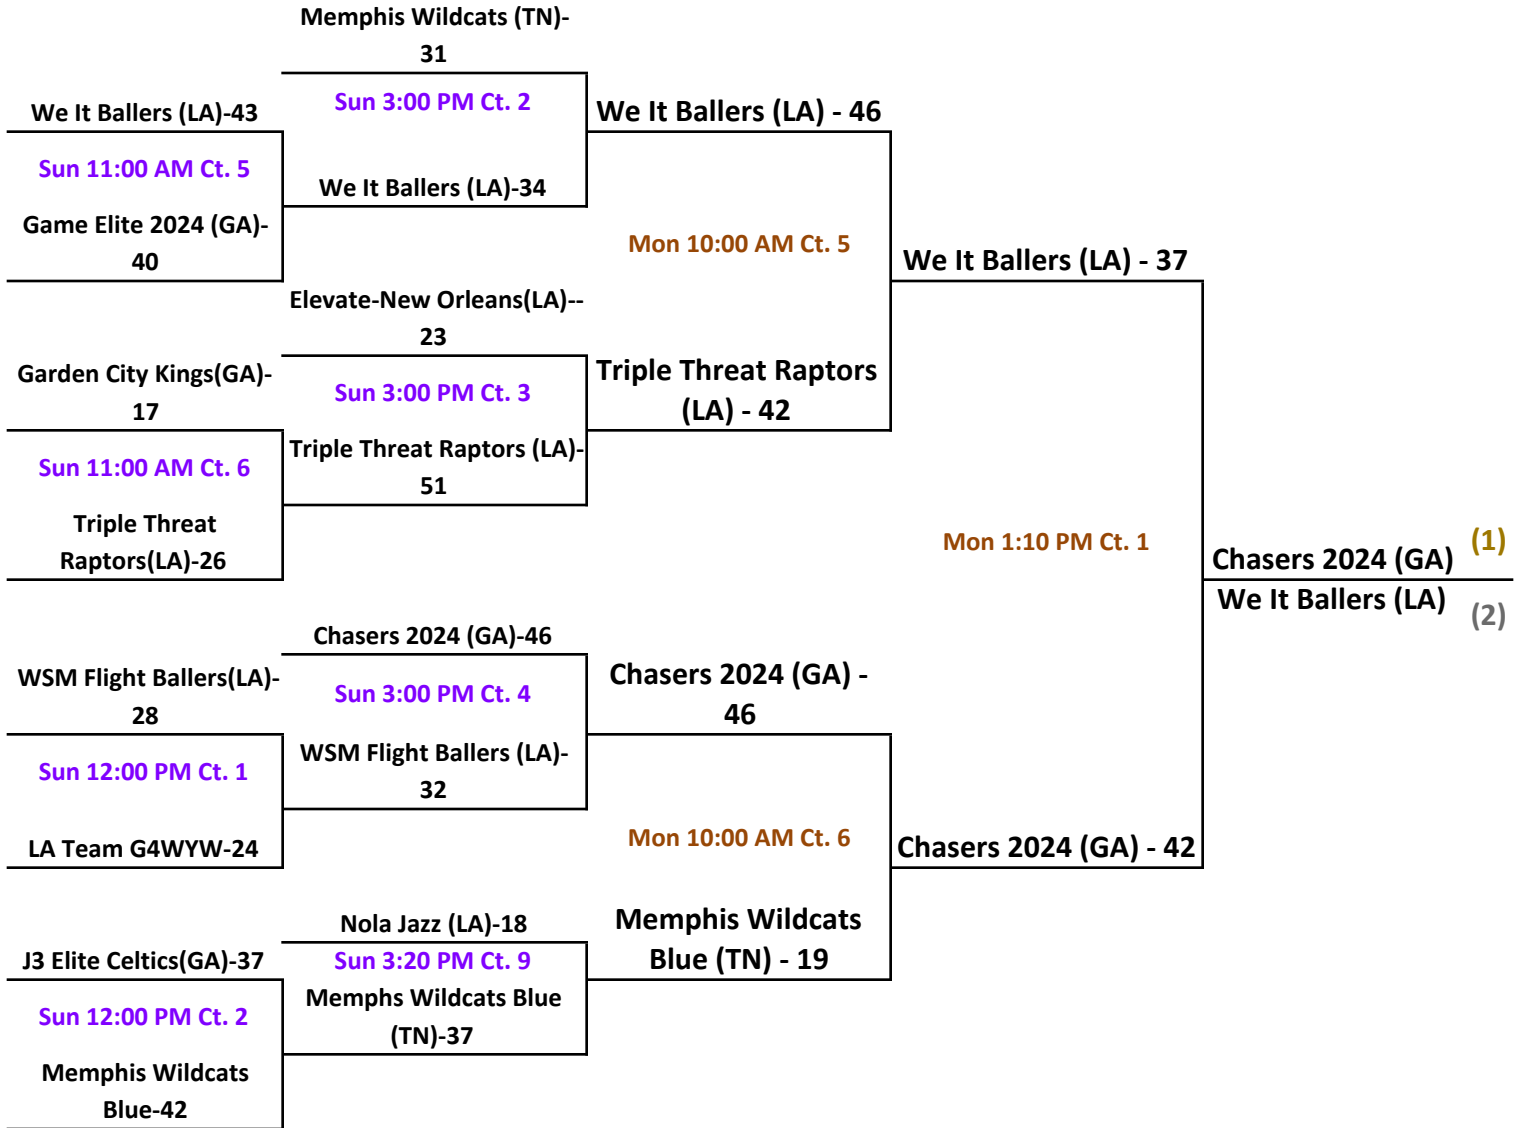 Memphis Wildcats (TN)-
31
Sun 3:00 PM Ct. 2
We It Ballers (LA)-34
We It Ballers (LA)-43
Sun 11:00 AM Ct. 5
Game Elite 2024 (GA)-
40
We It Ballers (LA) - 46
Mon 10:00 AM Ct. 5
Triple Threat Raptors
(LA) - 42
We It Ballers (LA) - 37
Elevate-New Orleans(LA)--
23
Sun 3:00 PM Ct. 3
Triple Threat Raptors (LA)-
51
Garden City Kings(GA)-
17
Sun 11:00 AM Ct. 6
Triple Threat
Raptors(LA)-26
Mon 1:10 PM Ct. 1
Chasers 2024 (GA) (1)
We It Ballers (LA) (2)
Chasers 2024 (GA)-46
Sun 3:00 PM Ct. 4
WSM Flight Ballers (LA)-
32
WSM Flight Ballers(LA)-
28
Sun 12:00 PM Ct. 1
LA Team G4WYW-24
Chasers 2024 (GA) -
46
Mon 10:00 AM Ct. 6
Memphis Wildcats
Blue (TN) - 19
Chasers 2024 (GA) - 42
Nola Jazz (LA)-18
Sun 3:20 PM Ct. 9
Memphs Wildcats Blue
(TN)-37
J3 Elite Celtics(GA)-37
Sun 12:00 PM Ct. 2
Memphis Wildcats
Blue-42